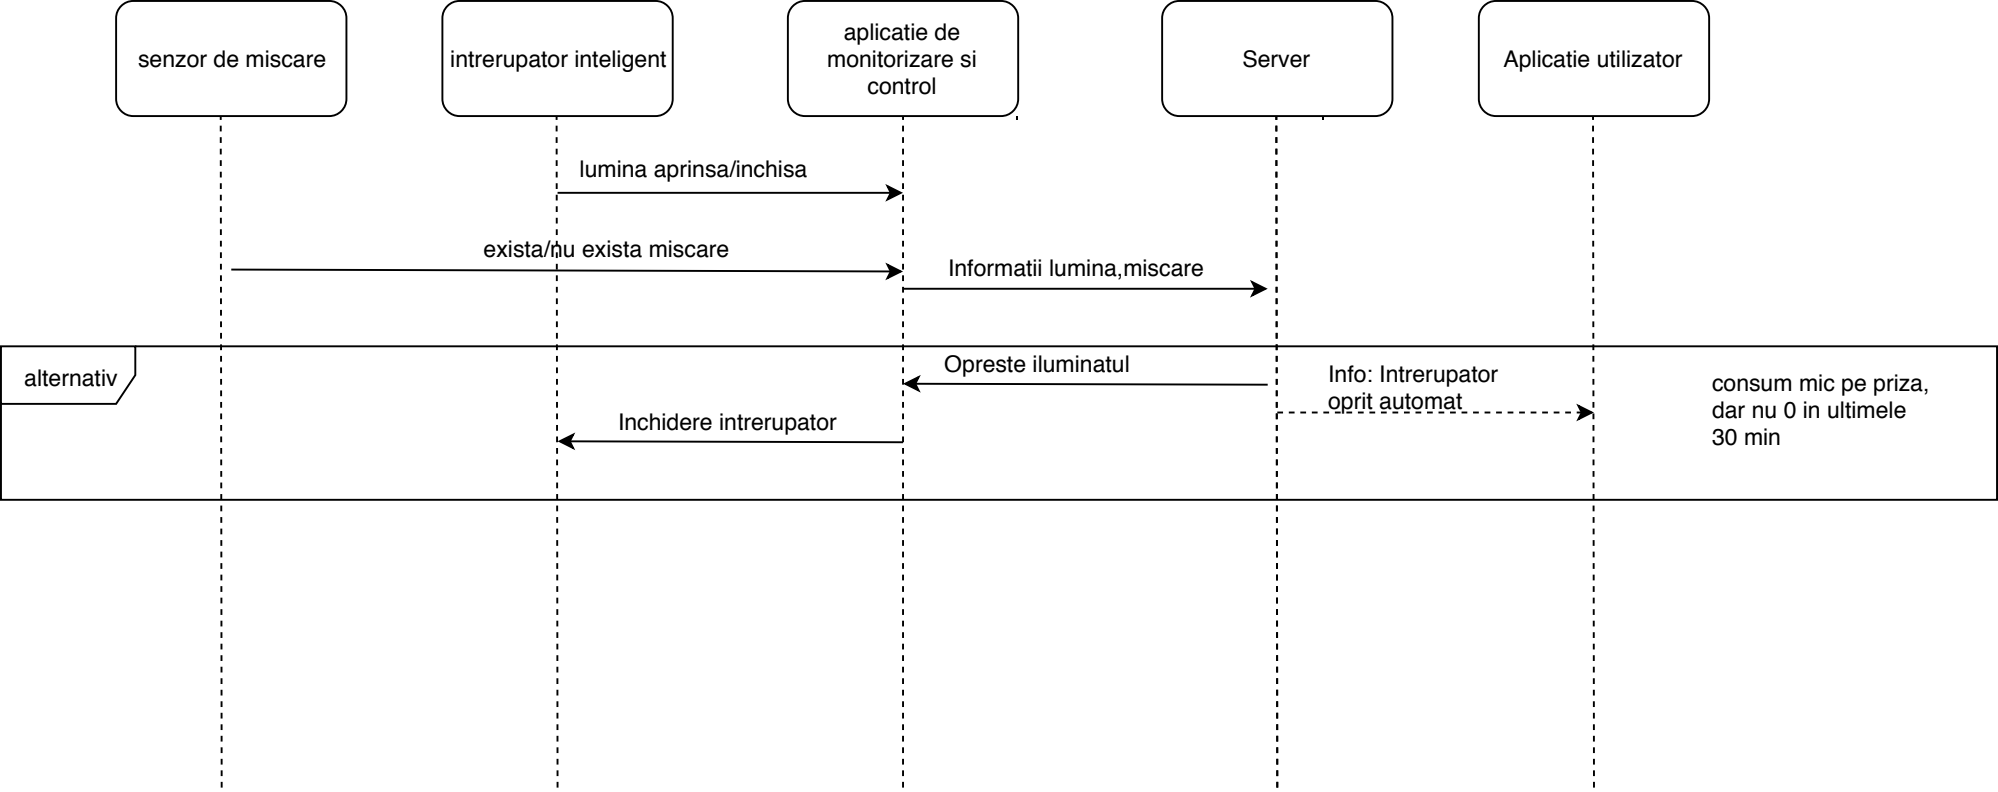 senzor de miscare
intrerupator inteligent
aplicatie de
monitorizare si
control
Server
Aplicatie utilizator
lumina aprinsa/inchisa
exista/nu exista miscare
Informatii lumina,miscare
alternativ
Opreste iluminatul
Info: Intrerupator
oprit automat
consum mic pe priza,
dar nu 0 in ultimele
30 min
Inchidere intrerupator